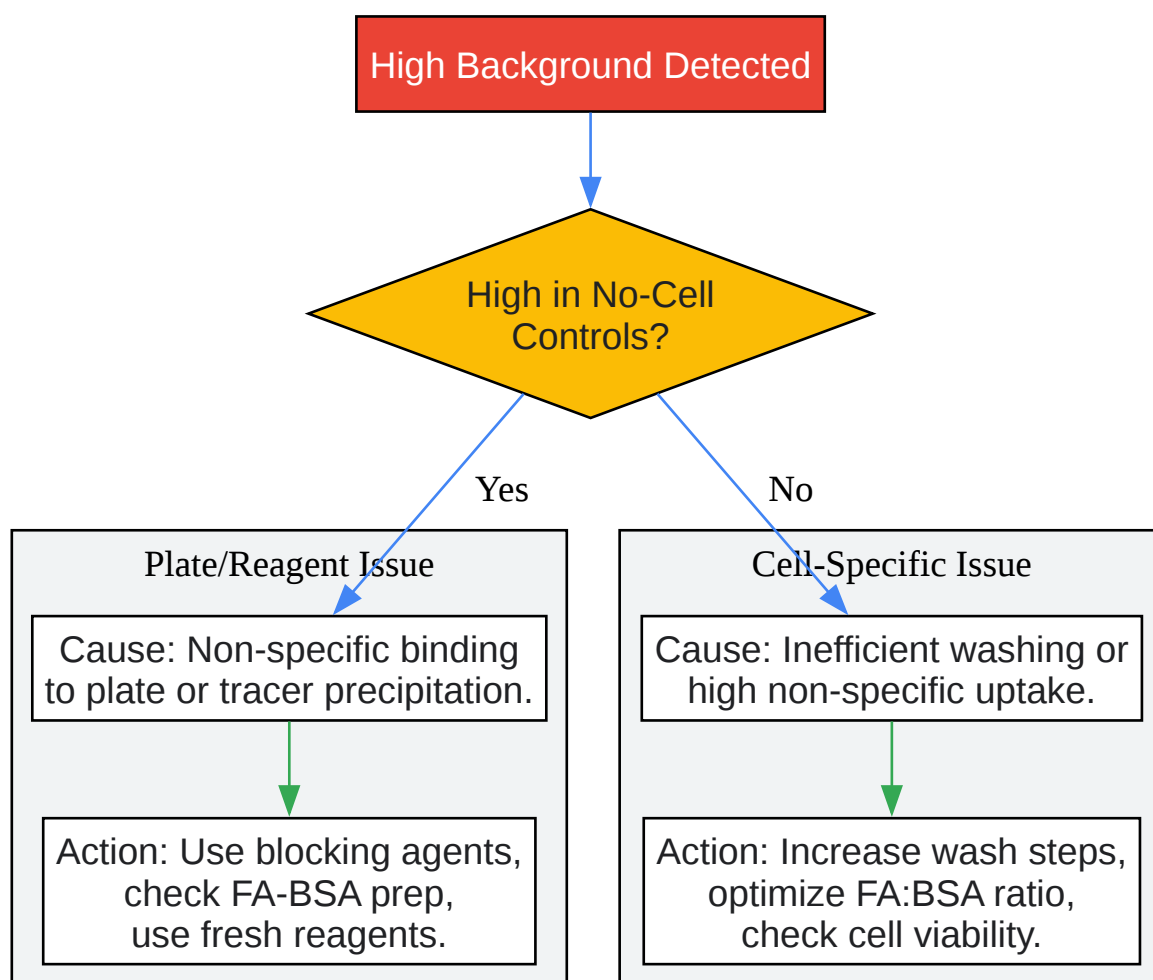 High Background Detected
High in No-Cell
Controls?
Yes
No
Plate/Reagent Issue
Cause: Non-specific binding
to plate or tracer precipitation.
Action: Use blocking agents,
check FA-BSA prep,
use fresh reagents.
Cell-Specific Issue
Cause: Inefficient washing or
high non-specific uptake.
Action: Increase wash steps,
optimize FA:BSA ratio,
check cell viability.